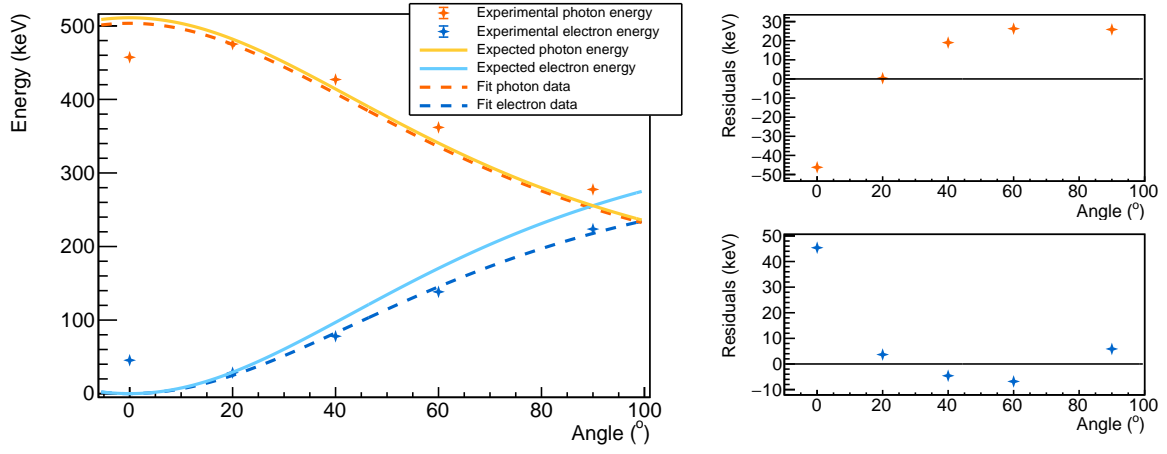 Energy (keV)
500
400
300
200
100
0
0 20 40 60 80 100
Angle (°)
Experimental photon energy
Experimental electron energy
Expected photon energy
Expected electron energy
Fit photon data
Fit electron data
Residuals (keV)
30
20
10
0
−10
−20
−30
−40
−50
0 20 40 60 80 100
Angle (°)
Residuals (keV)
50
40
30
20
10
0
−10
0 20 40 60 80 100
Angle (°)